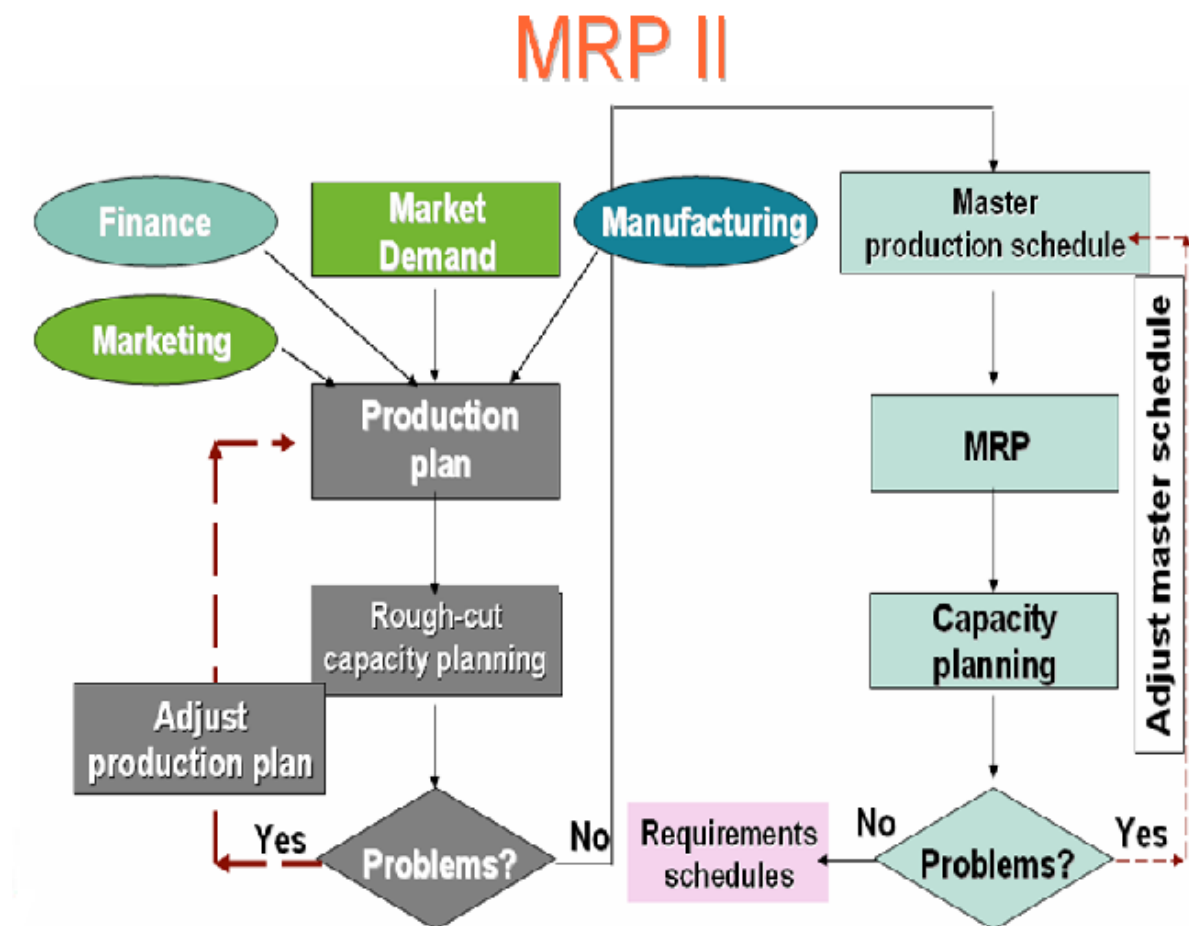 MRP II
Finance
Market
Demand
Manufacturing
Marketing
Production
plan
Rough-cut
capacity planning
Adjust
production plan
Yes
Problems?
No
Master
production schedule
MRP
Capacity
planning
Adjust master schedule
Requirements
schedules
No
Problems?
Yes